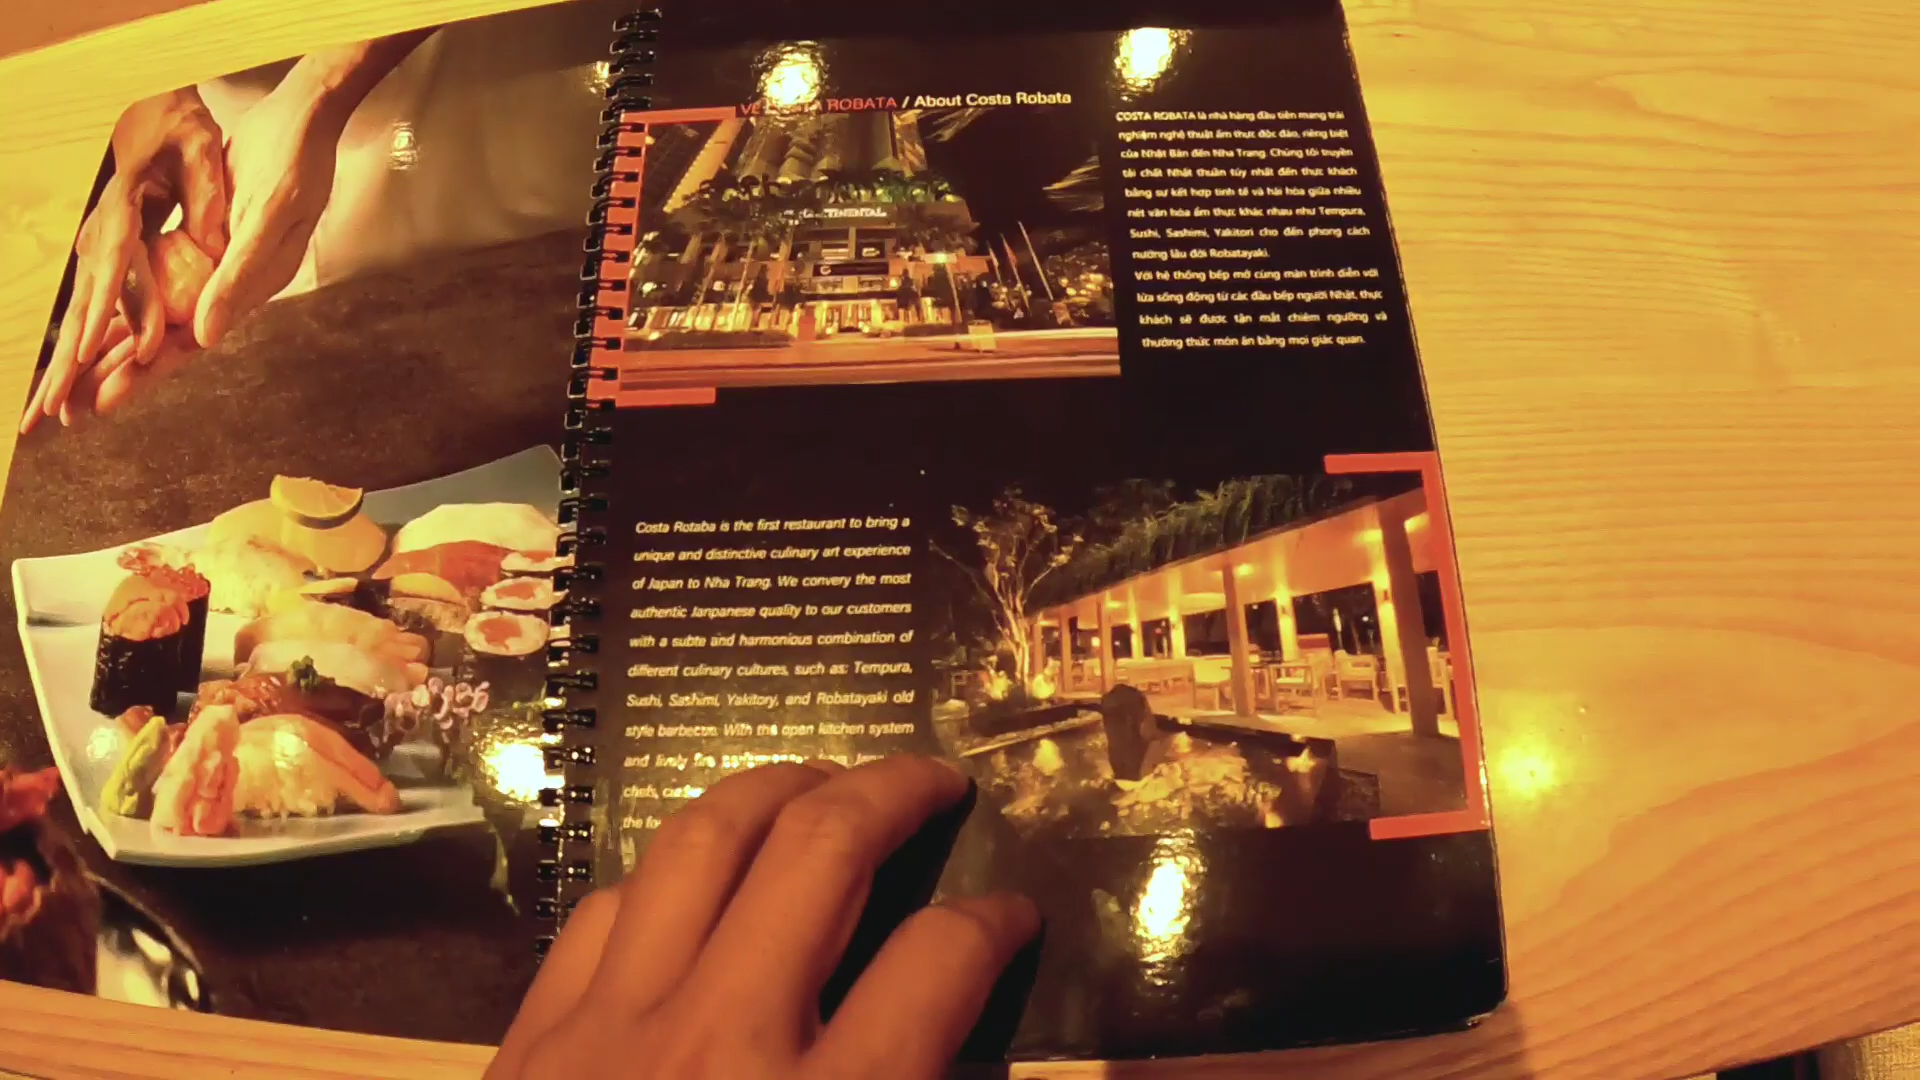 ROBATA / About Costa Robata
COSTA ROBATA là nhà hàng đầu tiên mang trải
nghiệm nghệ thuật ẩm thực độc đáo, riêng biệt
của Nhật Bản đến Nha Trang. Chúng tôi truyền
tải chất Nhật thuần túy nhất đến thực khách
bằng sự kết hợp tinh tế và hài hòa giữa nhiều
nét văn hóa ẩm thực khác nhau như Tempura,
Sushi, Sashimi, Yakitori cho đến phong cách
nướng lâu đời Robatayaki.
Với hệ thống bếp mở cùng màn trình diễn với
lửa sống động từ các đầu bếp người Nhật, thực
khách sẽ được tận mắt chiêm ngưỡng và
thưởng thức món ăn bằng mọi giác quan.
Costa Rotaba is the first restaurant to bring a
unique and distinctive culinary art experience
of Japan to Nha Trang. We convery the most
authentic Janpanese quality to our customers
with a subte and harmonious combination of
different culinary cultures, such as: Tempura,
Sushi, Sashimi, Yakitory, and Robatayaki old
style barbecue. With the open kitchen system
and lively fire
chefs,
the